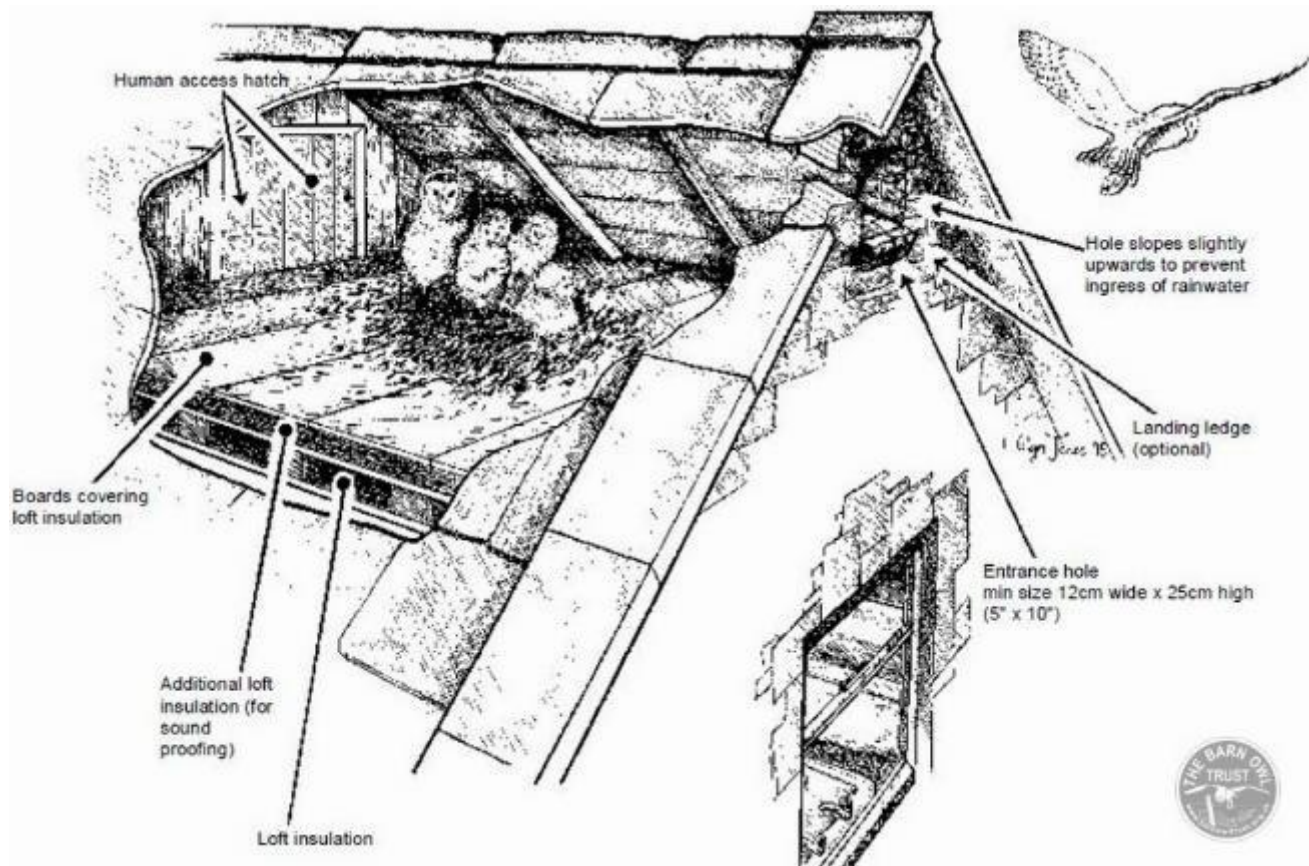 Human access hatch
Hole slopes slightly
upwards to prevent
ingress of rainwater
Landing ledge
(optional)
Boards covering
loft insulation
Entrance hole
min size 12cm wide x 25cm high
(5" x 10")
Additional loft
insulation (for
sound
proofing)
Loft insulation
THE BARN OWL
TRUST